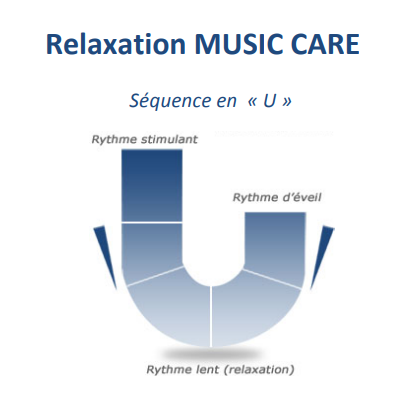 Relaxation MUSIC CARE
Séquence en « U »
Rythme stimulant
Rythme d'éveil
Rythme lent (relaxation)